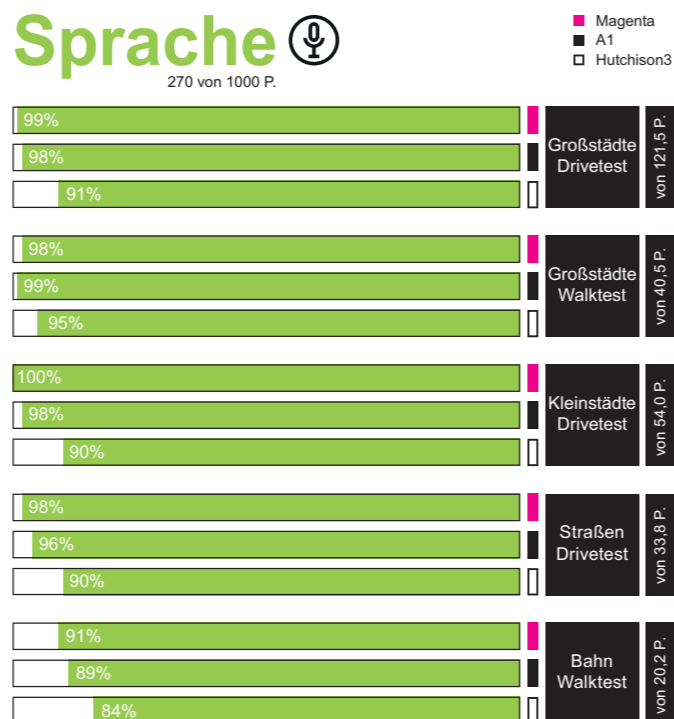 Sprache
270 von 1000 P.
Magenta
A1
Hutchison3
99%
98%
91%
Großstädte
Drivetest
von 121,5 P.
98%
99%
95%
Großstädte
Walktest
von 40,5 P.
100%
98%
90%
Kleinstädte
Drivetest
von 54,0 P.
98%
96%
90%
Straßen
Drivetest
von 33,8 P.
91%
89%
84%
Bahn
Walktest
von 20,2 P.